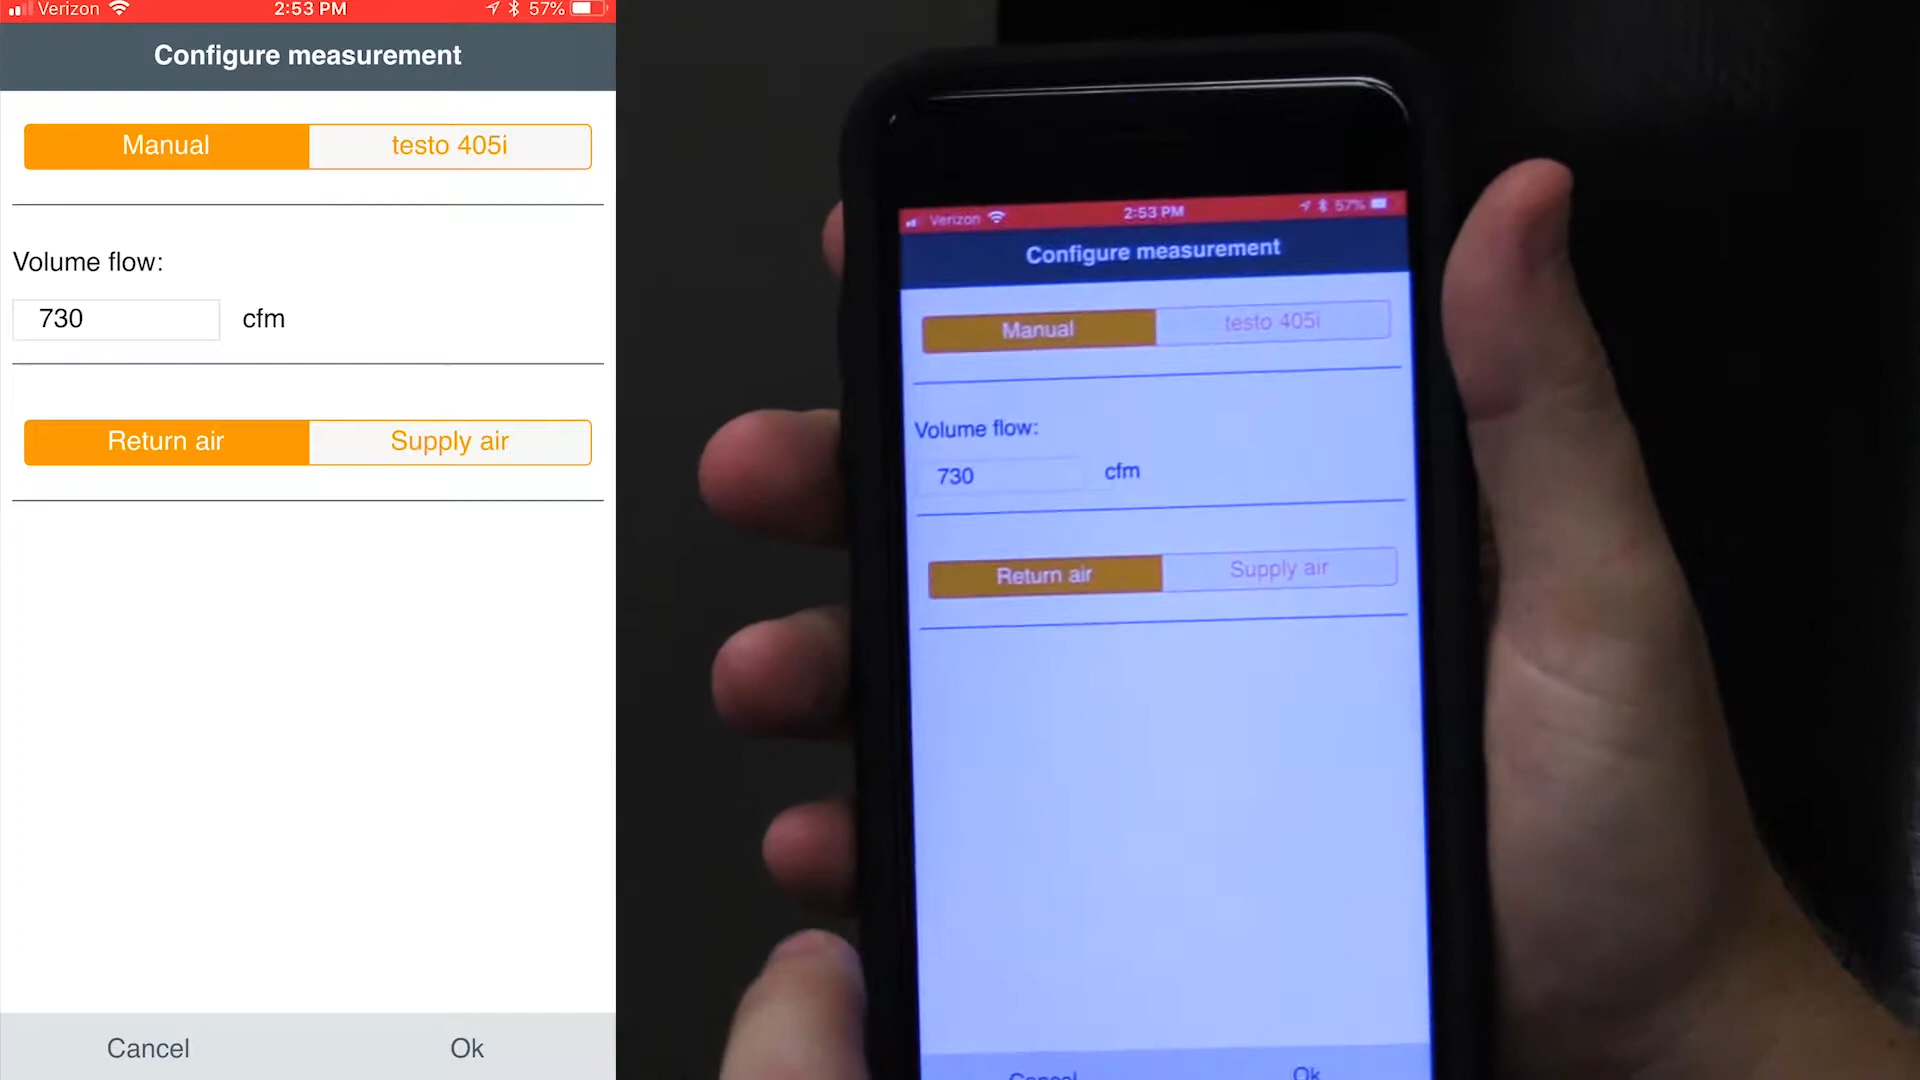 Verizon 2:53 PM 57%
Configure measurement
Manual testo 405i
Volume flow:
730 cfm
Return air Supply air
Cancel Ok
Verizon 2:53 PM 57%
Configure measurement
Manual testo 405i
Volume flow:
730 cfm
Return air Supply air
Cancel Ok